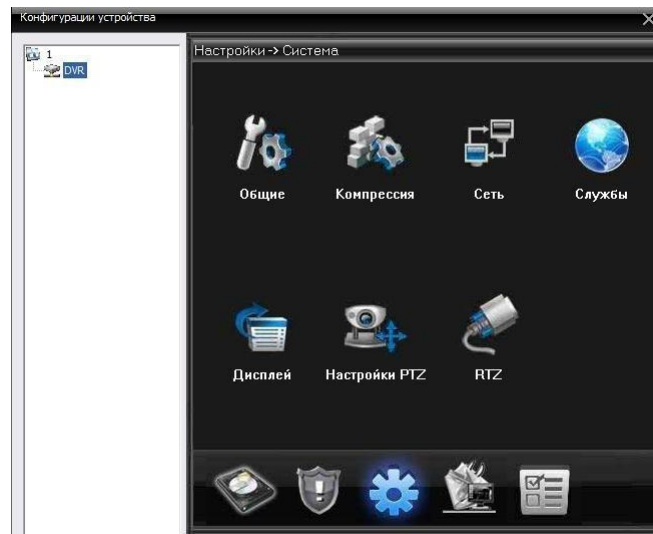 Конфигурации устройства
1
DVR
Настройки -> Система
Общие
Компрессия
Сеть
Службы
Дисплей
Настройки PTZ
RTZ